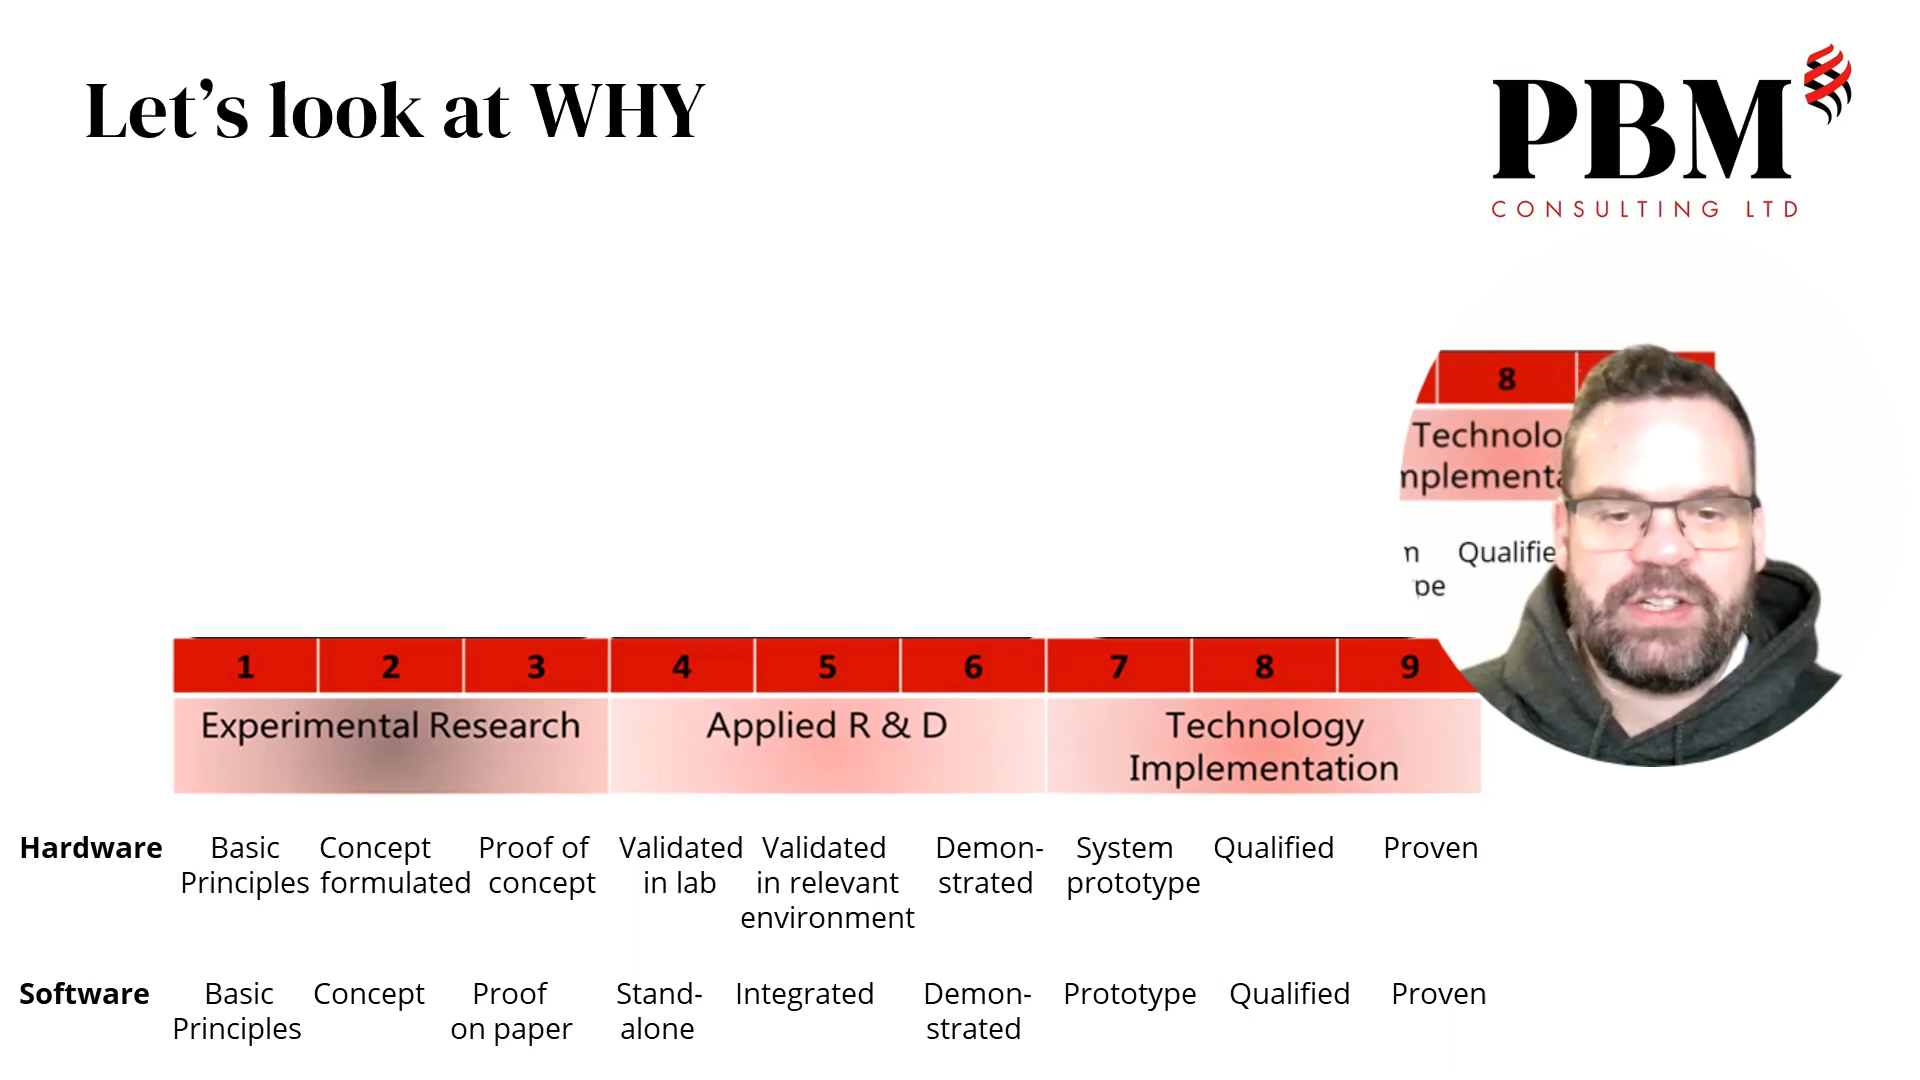 Let’s look at WHY
PBM
CONSULTING LTD
8
Technolo
mplementa
m Qualifie
pe
1 2 3 4 5 6 7 8 9
Experimental Research Applied R & D Technology
Implementation
Hardware Basic Concept Proof of Validated Validated Demon- System Qualified Proven
Principles formulated concept in lab in relevant strated prototype
environment
Software Basic Concept Proof Stand- Integrated Demon- Prototype Qualified Proven
Principles on paper alone strated